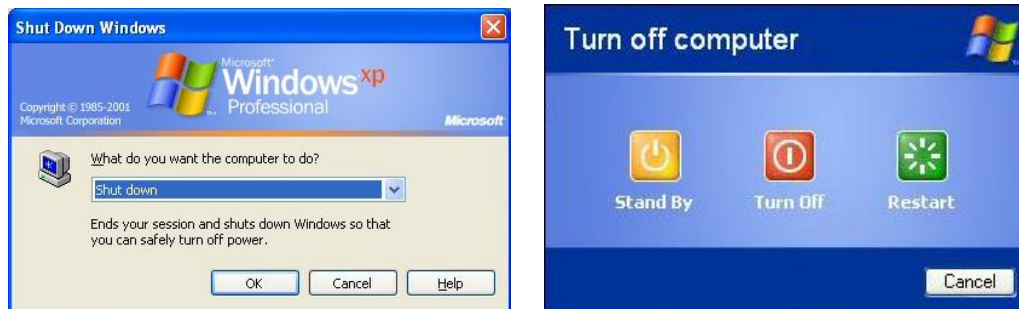 Shut Down Windows
Microsoft®
Windows xp
Professional
Copyright © 1985-2001
Microsoft Corporation
Microsoft
What do you want the computer to do?
Shut down
Ends your session and shuts down Windows so that
you can safely turn off power.
OK Cancel Help
Turn off computer
Stand By Turn Off Restart
Cancel